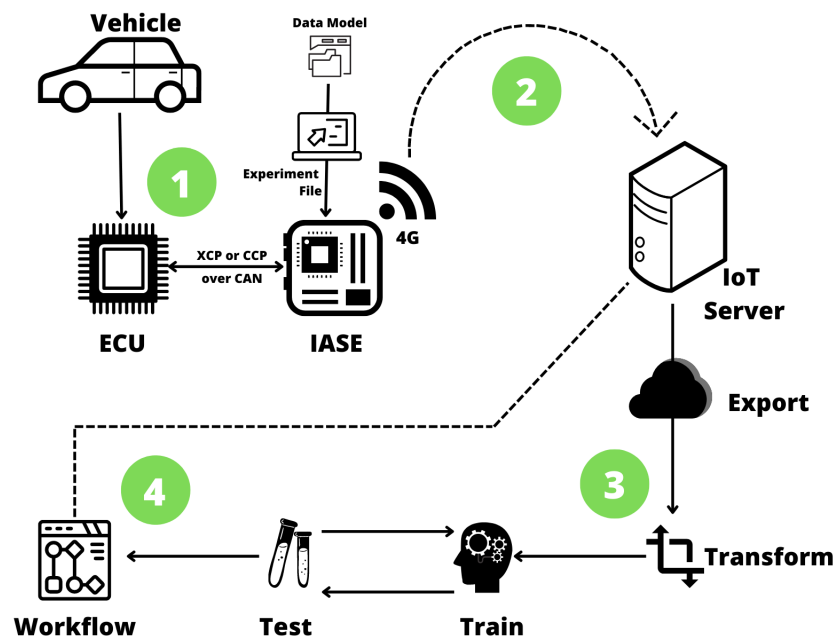 Vehicle
Data Model
1
2
Experiment
File
4G
XCP or CCP
over CAN
ECU
IASE
IoT
Server
Export
3
4
Transform
Workflow
Test
Train